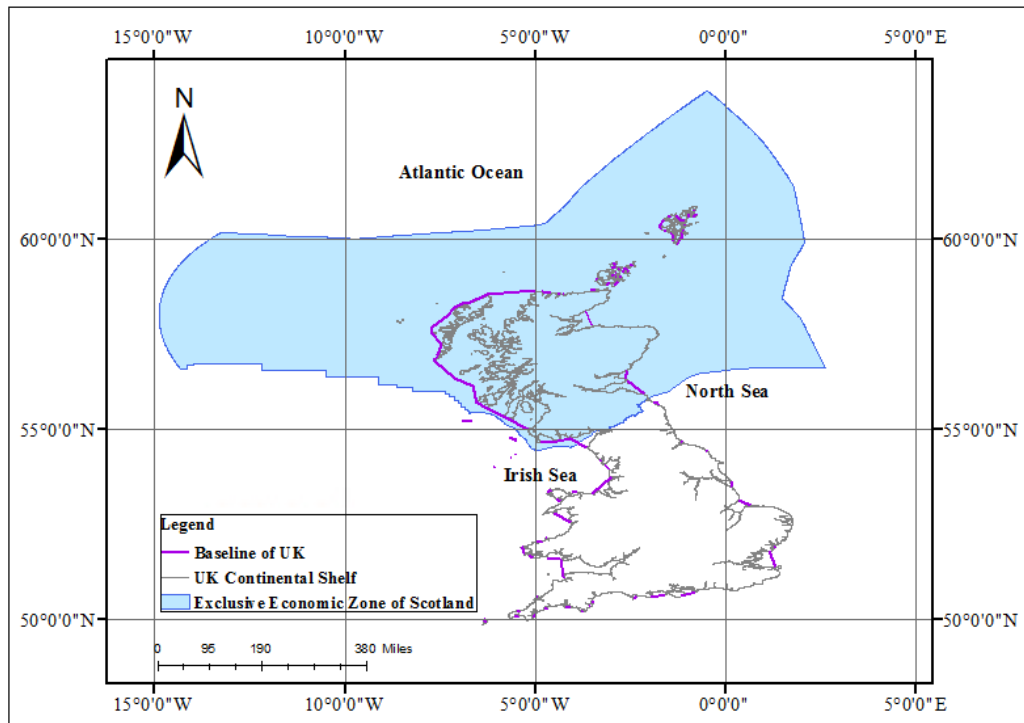 15°0'0"W 10°0'0"W 5°0'0"W 0°0'0" 5°0'0"E
N
Atlantic Ocean
60°0'0"N 60°0'0"N
North Sea
55°0'0"N 55°0'0"N
Irish Sea
Legend
Baseline of UK
UK Continental Shelf
Exclusive Economic Zone of Scotland
50°0'0"N 50°0'0"N
0 95 190 380 Miles
15°0'0"W 10°0'0"W 5°0'0"W 0°0'0" 5°0'0"E